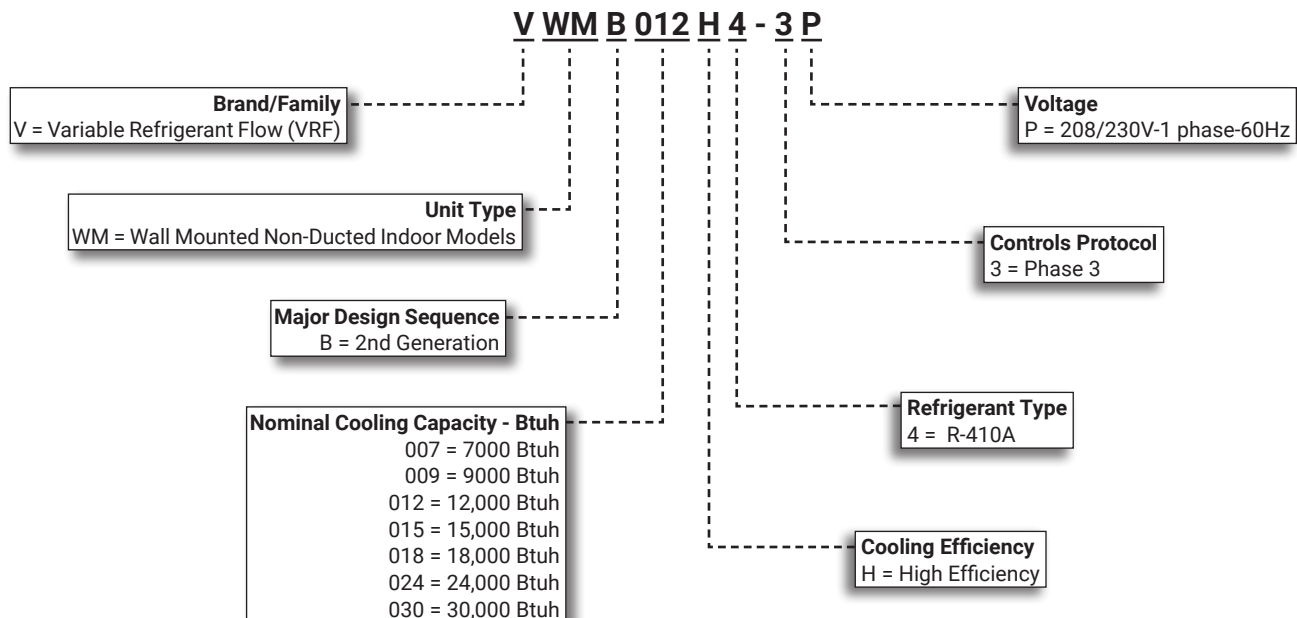 V WM B 012 H 4 - 3 P
Brand/Family
V = Variable Refrigerant Flow (VRF)
Unit Type
WM = Wall Mounted Non-Ducted Indoor Models
Major Design Sequence
B = 2nd Generation
Nominal Cooling Capacity - Btuh
007 = 7000 Btuh
009 = 9000 Btuh
012 = 12,000 Btuh
015 = 15,000 Btuh
018 = 18,000 Btuh
024 = 24,000 Btuh
030 = 30,000 Btuh
Voltage
P = 208/230V-1 phase-60Hz
Controls Protocol
3 = Phase 3
Refrigerant Type
4 = R-410A
Cooling Efficiency
H = High Efficiency